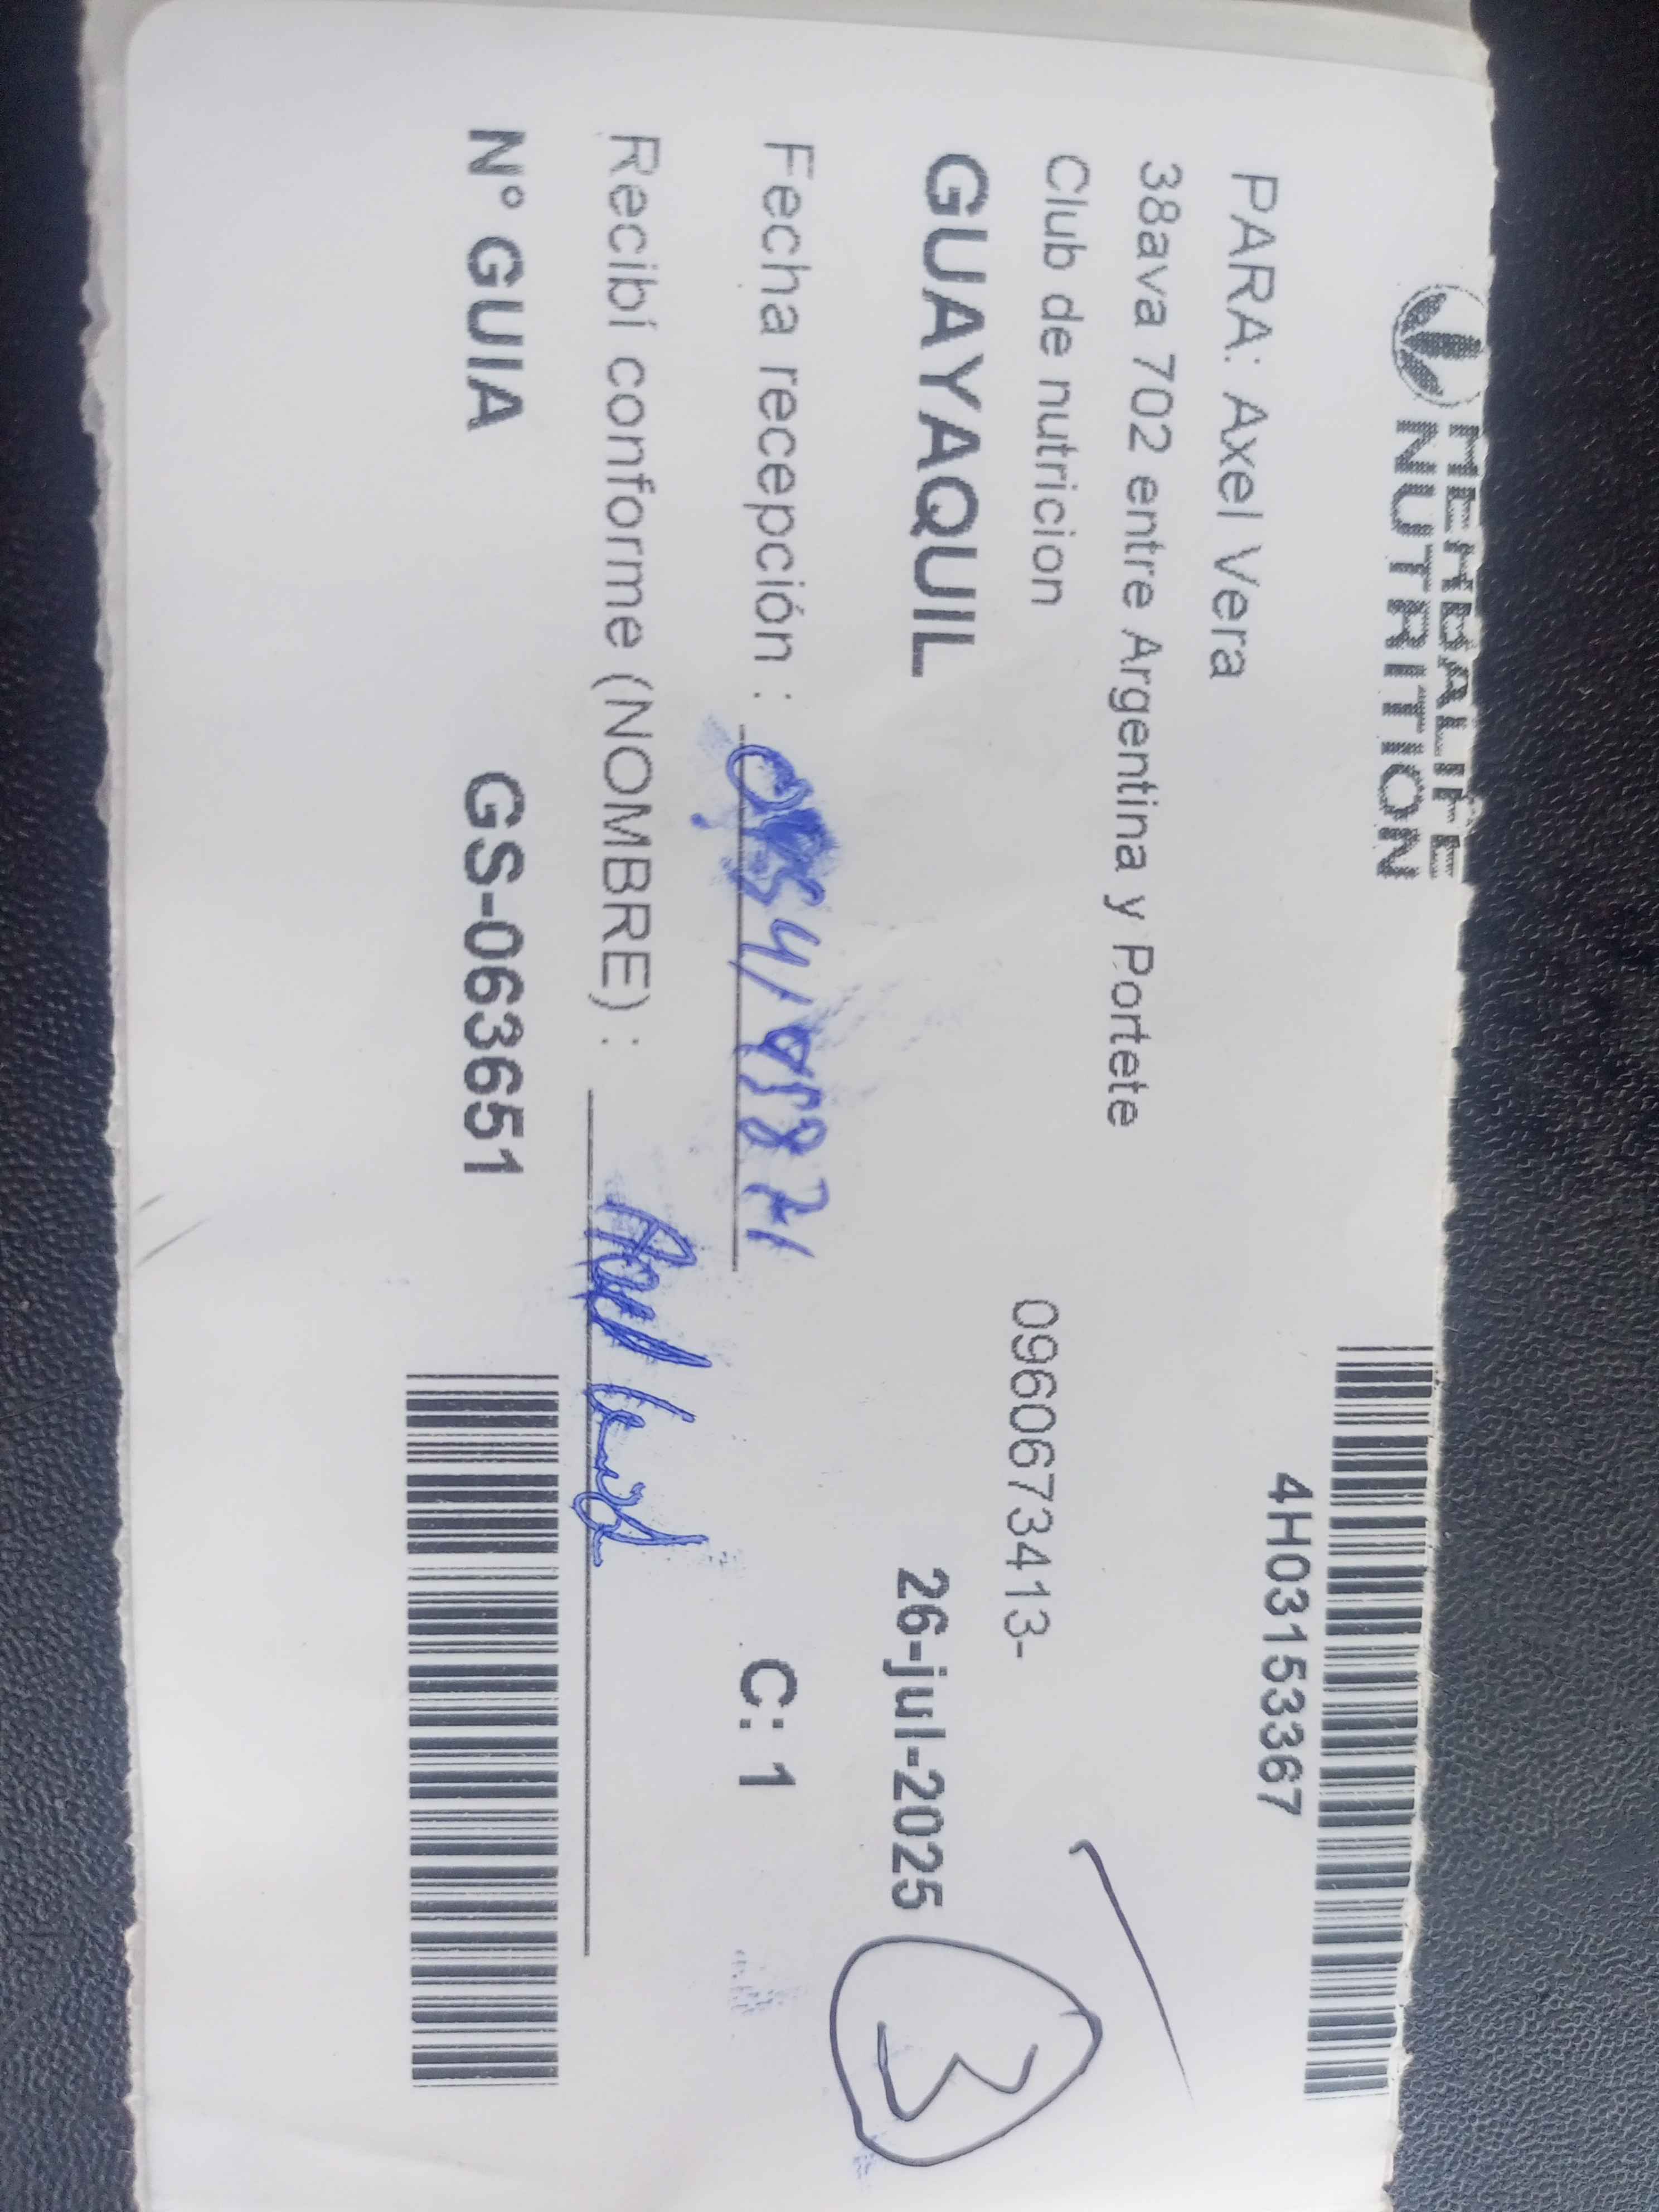 HERBALIFE
NUTRITION
4H03153367
PARA: Axel Vera
38ava 702 entre Argentina y Portete
Club de nutricion
0960673413-
GUAYAQUIL
26-jul-2025
3
Fecha recepción :
C: 1
Recibí conforme (NOMBRE) :
N° GUIA GS-063651